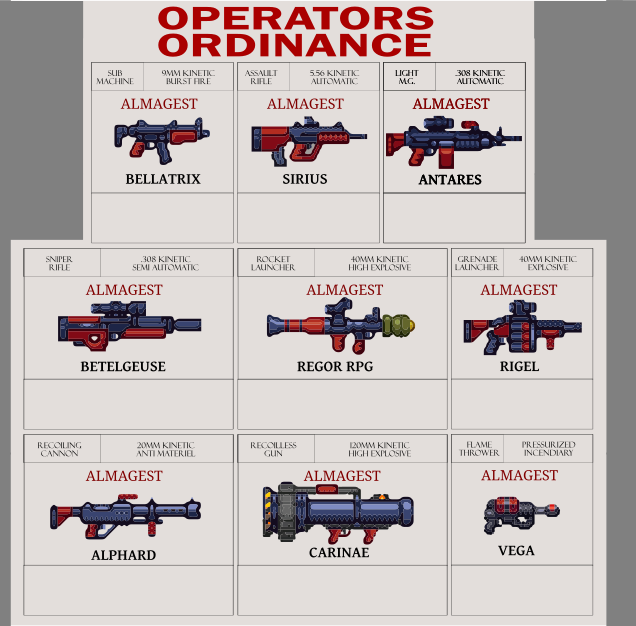 OPERATORS
ORDINANCE
SUB
MACHINE
9MM KINETIC
BURST FIRE
ALMAGEST
BELLATRIX
ASSAULT
RIFLE
5.56 KINETIC
AUTOMATIC
ALMAGEST
SIRIUS
LIGHT
M.G.
.308 KINETIC
AUTOMATIC
ALMAGEST
ANTARES
SNIPER
RIFLE
.308 KINETIC
SEMI AUTOMATIC
ALMAGEST
BETELGEUSE
ROCKET
LAUNCHER
40MM KINETIC
HIGH EXPLOSIVE
ALMAGEST
REGOR RPG
GRENADE
LAUNCHER
40MM KINETIC
EXPLOSIVE
ALMAGEST
RIGEL
RECOILING
CANNON
20MM KINETIC
ANTI MATERIEL
ALMAGEST
ALPHARD
RECOILLESS
GUN
120MM KINETIC
HIGH EXPLOSIVE
ALMAGEST
CARINAE
FLAME
THROWER
PRESSURIZED
INCENDIARY
ALMAGEST
VEGA